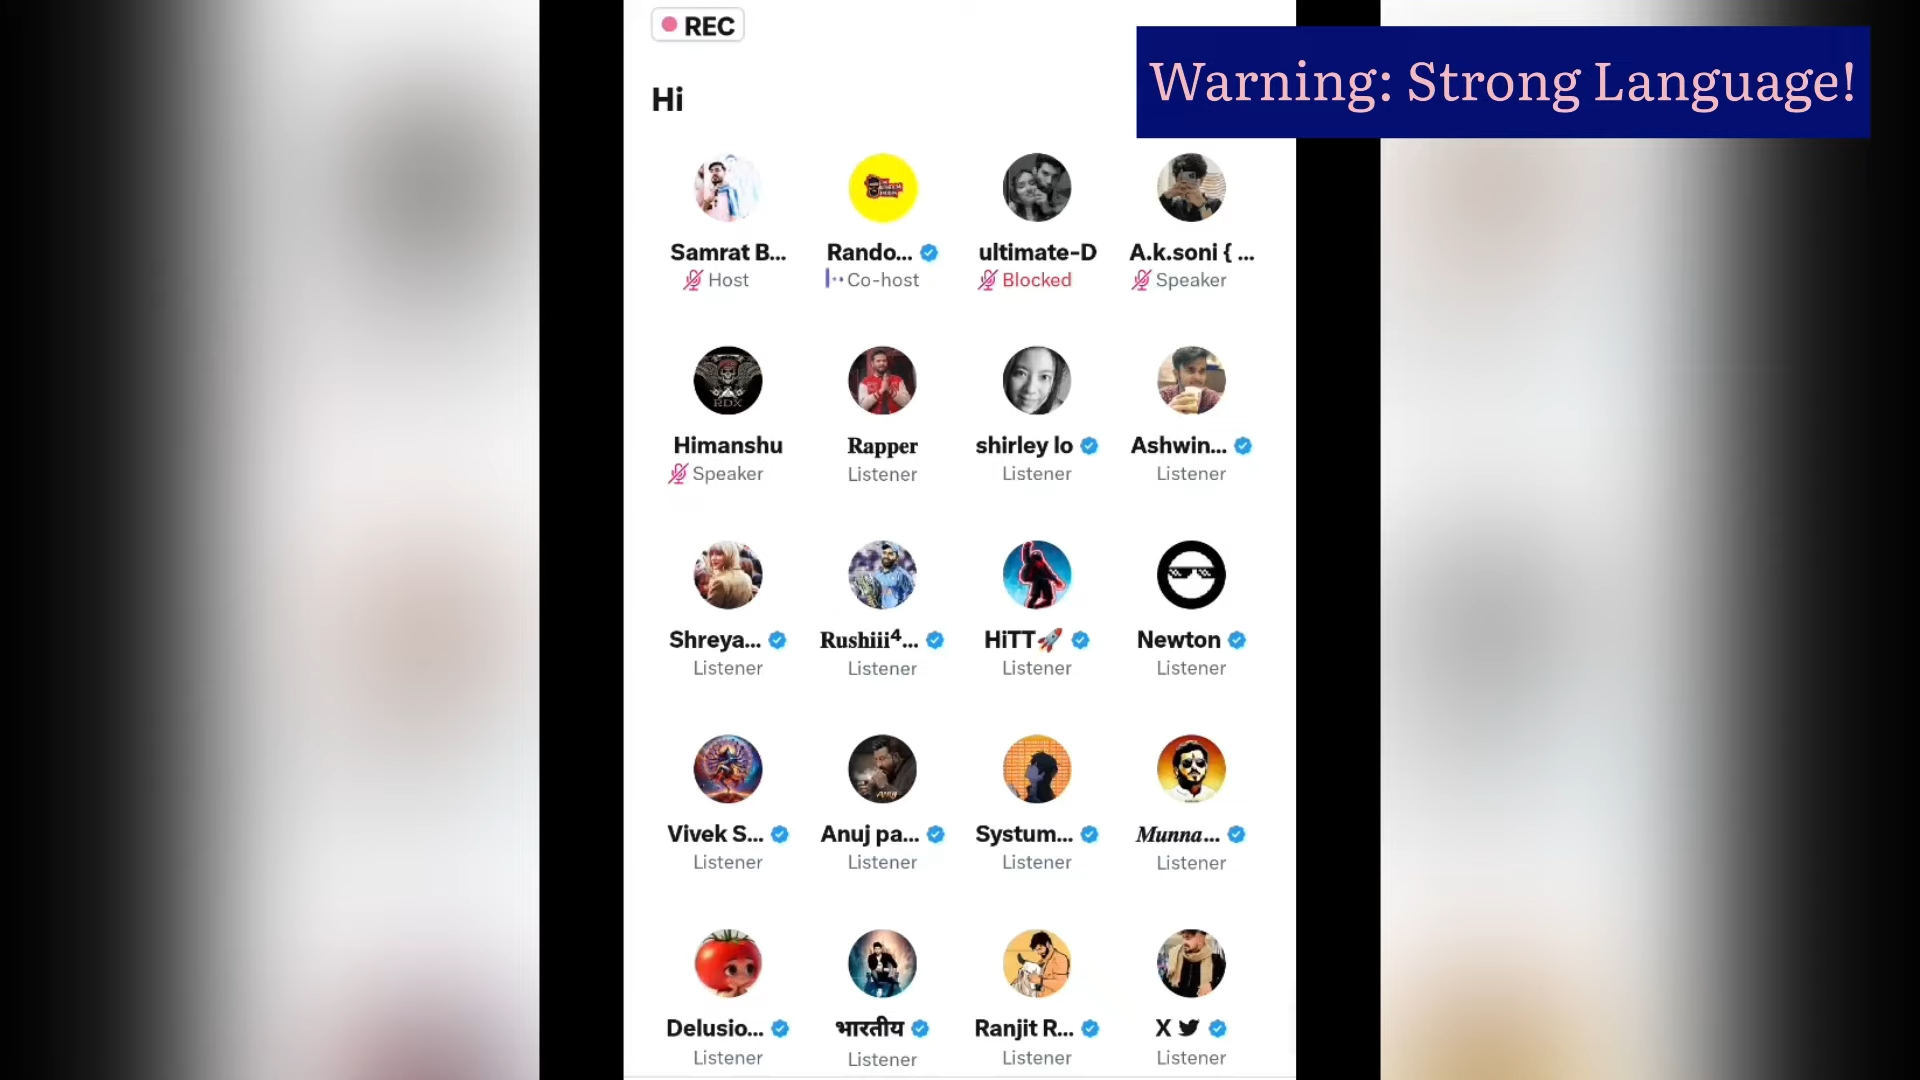 REC
Warning: Strong Language!
Hi
Samrat B... Rando... ultimate-D A.k.soni { ...
Host Co-host Blocked Speaker
RDX
Himanshu Rapper shirley lo Ashwin...
Speaker Listener Listener Listener
Shreya... Rushiii⁴... HiTT🚀 Newton
Listener Listener Listener Listener
Vivek S... Anuj pa... Systum... Munna...
Listener Listener Listener Listener
Delusio... भारतीय Ranjit R... X
Listener Listener Listener Listener